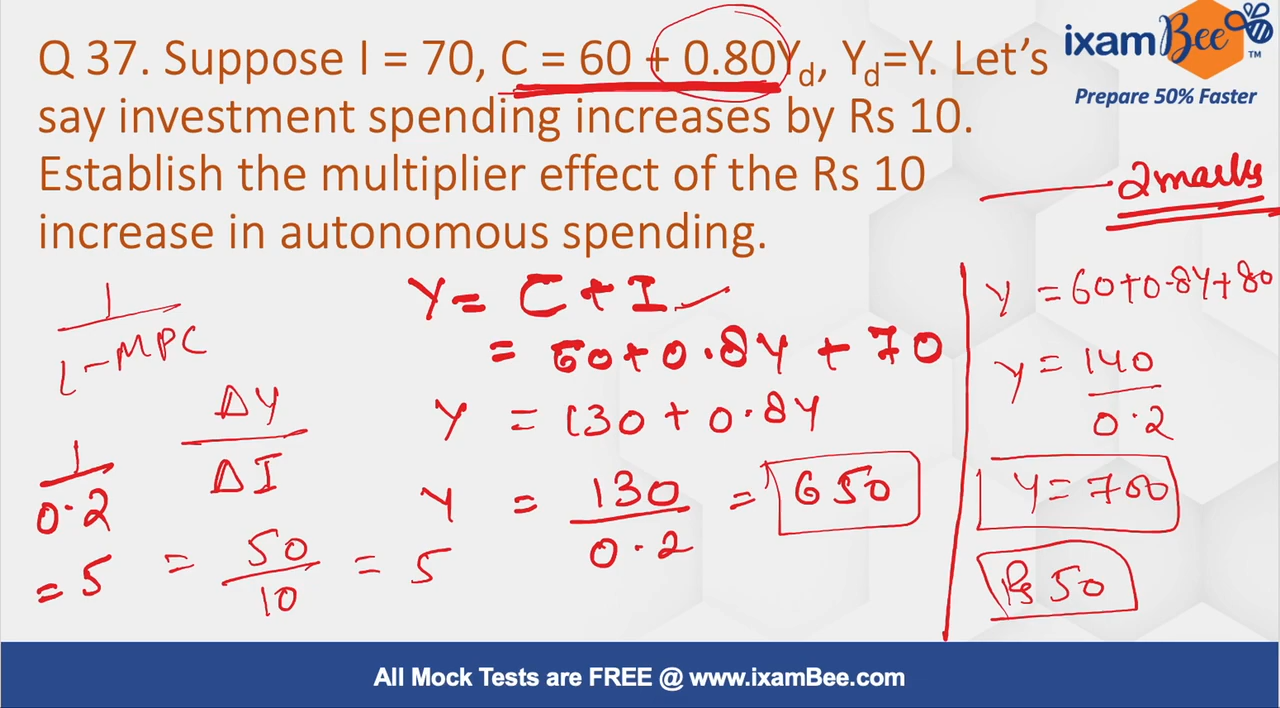 Q 37. Suppose I = 70, C = 60 + 0.80Yd, Yd=Y. Let’s
say investment spending increases by Rs 10.
Establish the multiplier effect of the Rs 10
increase in autonomous spending.
ixamBee
TM
Prepare 50% Faster
2 marks
1
1-MPC
1
0.2
= 5
ΔY
ΔI
= 50
10
= 5
Y = C + I
= 60 + 0.8Y + 70
Y = 130 + 0.8Y
Y = 130
0.2
= 650
Y = 60+0.8Y+80
Y = 140
0.2
Y = 700
Rs 50
All Mock Tests are FREE @ www.ixamBee.com